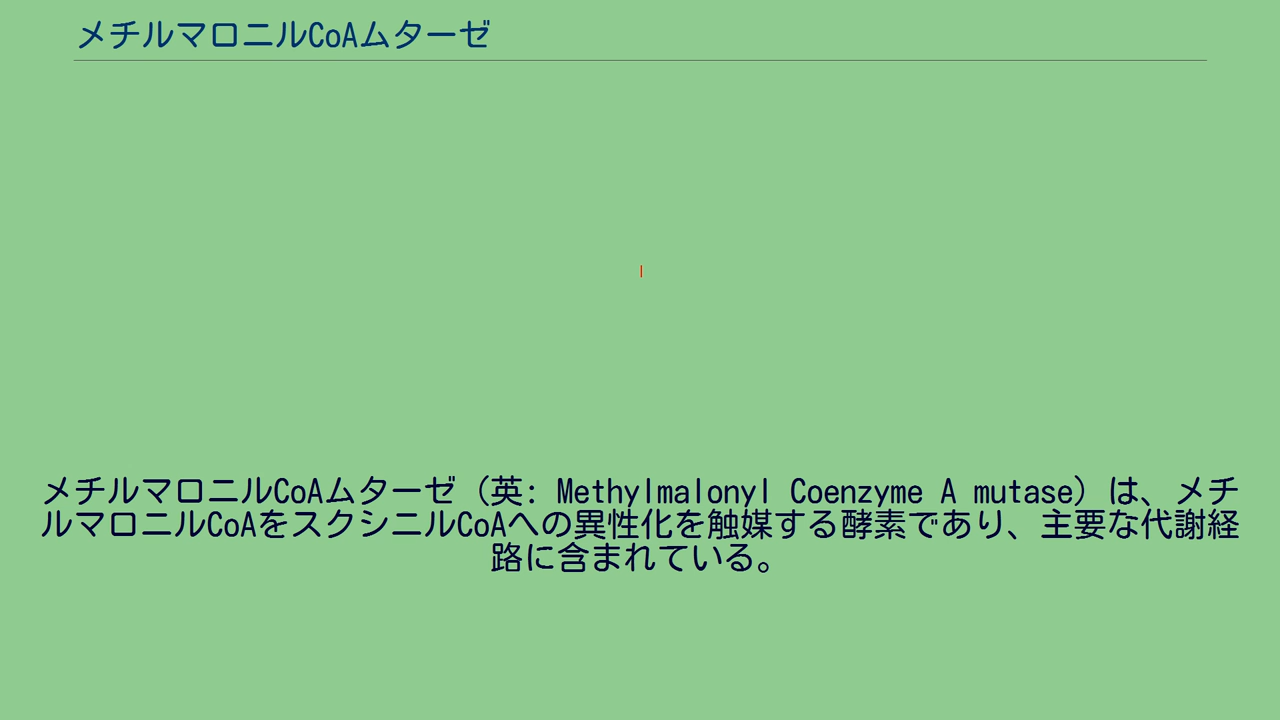 メチルマロニルCoAムターゼ
メチルマロニルCoAムターゼ（英: Methylmalonyl Coenzyme A mutase）は、メチ
ルマロニルCoAをスクシニルCoAへの異性化を触媒する酵素であり、主要な代謝経
路に含まれている。